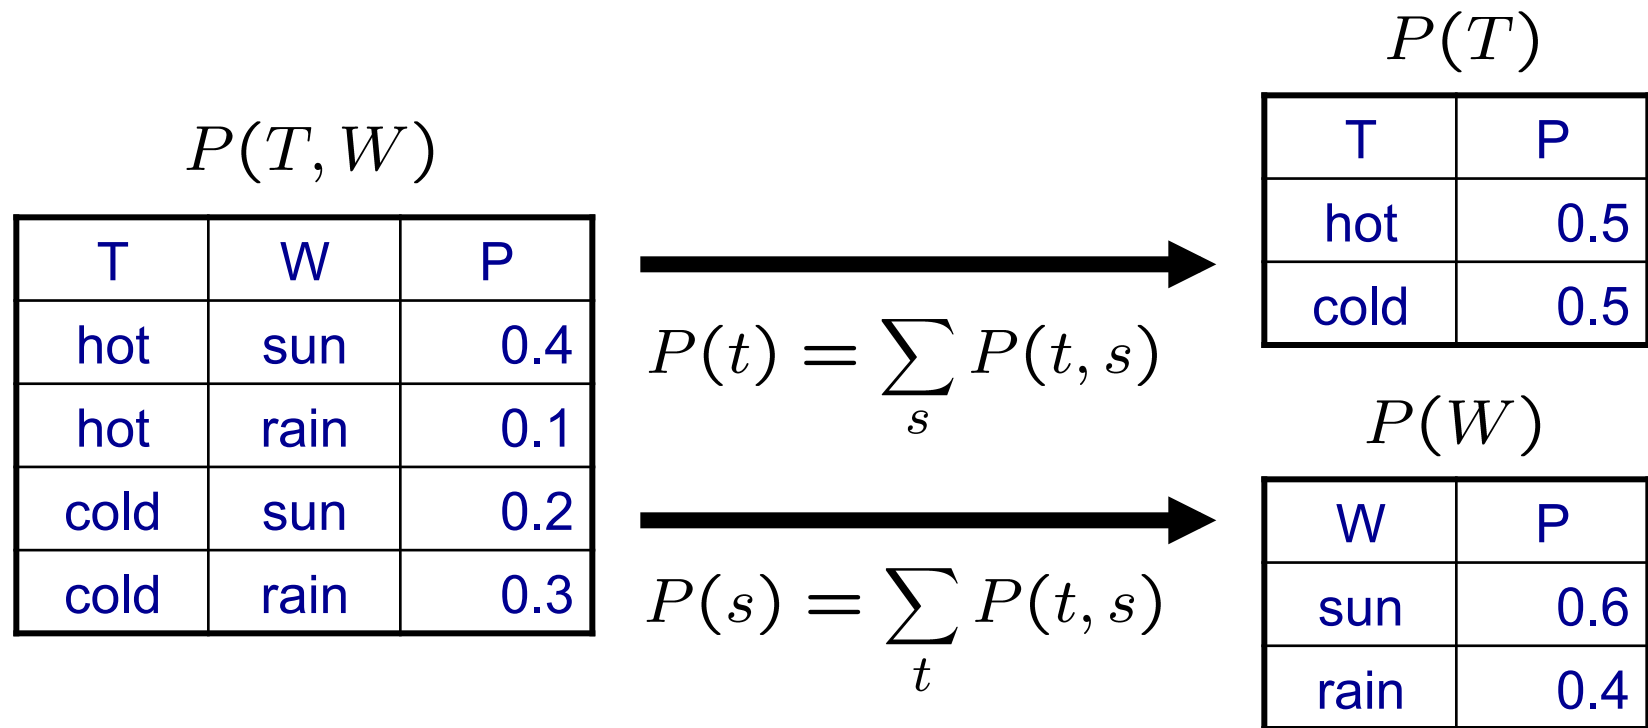 P(T, W)
T W P
hot sun 0.4
hot rain 0.1
cold sun 0.2
cold rain 0.3
P(t) = ∑_s P(t, s)
P(s) = ∑_t P(t, s)
P(T)
T P
hot 0.5
cold 0.5
P(W)
W P
sun 0.6
rain 0.4